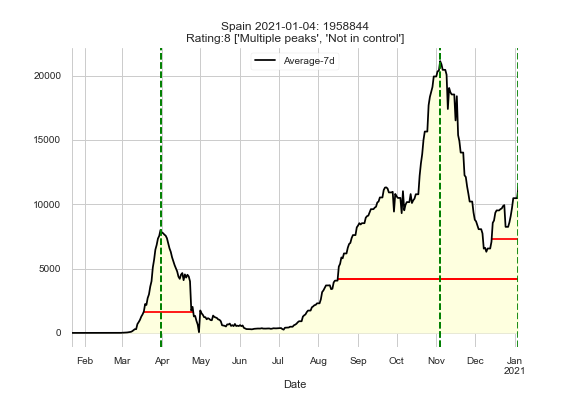 Spain 2021-01-04: 1958844
Rating:8 ['Multiple peaks', 'Not in control']
Average-7d
20000
15000
10000
5000
0
Feb Mar Apr May Jun Jul Aug Sep Oct Nov Dec Jan
2021
Date